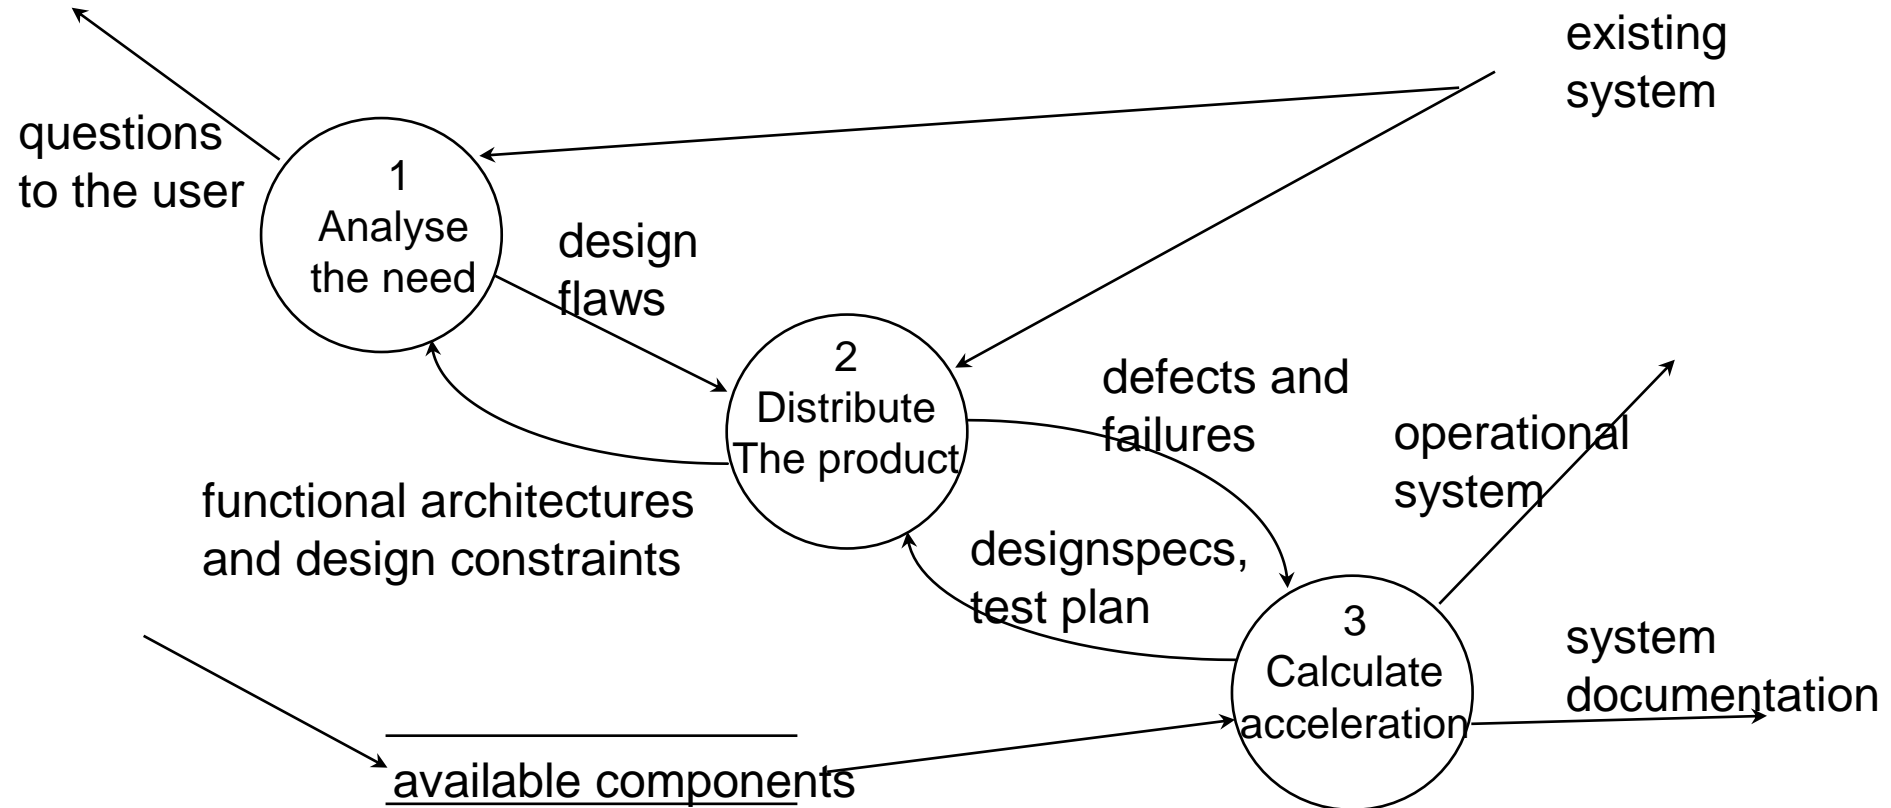 existing
system
questions
to the user
1
Analyse
the need
design
flaws
2
Distribute
The product
defects and
failures
operational
system
functional architectures
and design constraints
designspecs,
test plan
3
Calculate
acceleration
system
documentation
available components